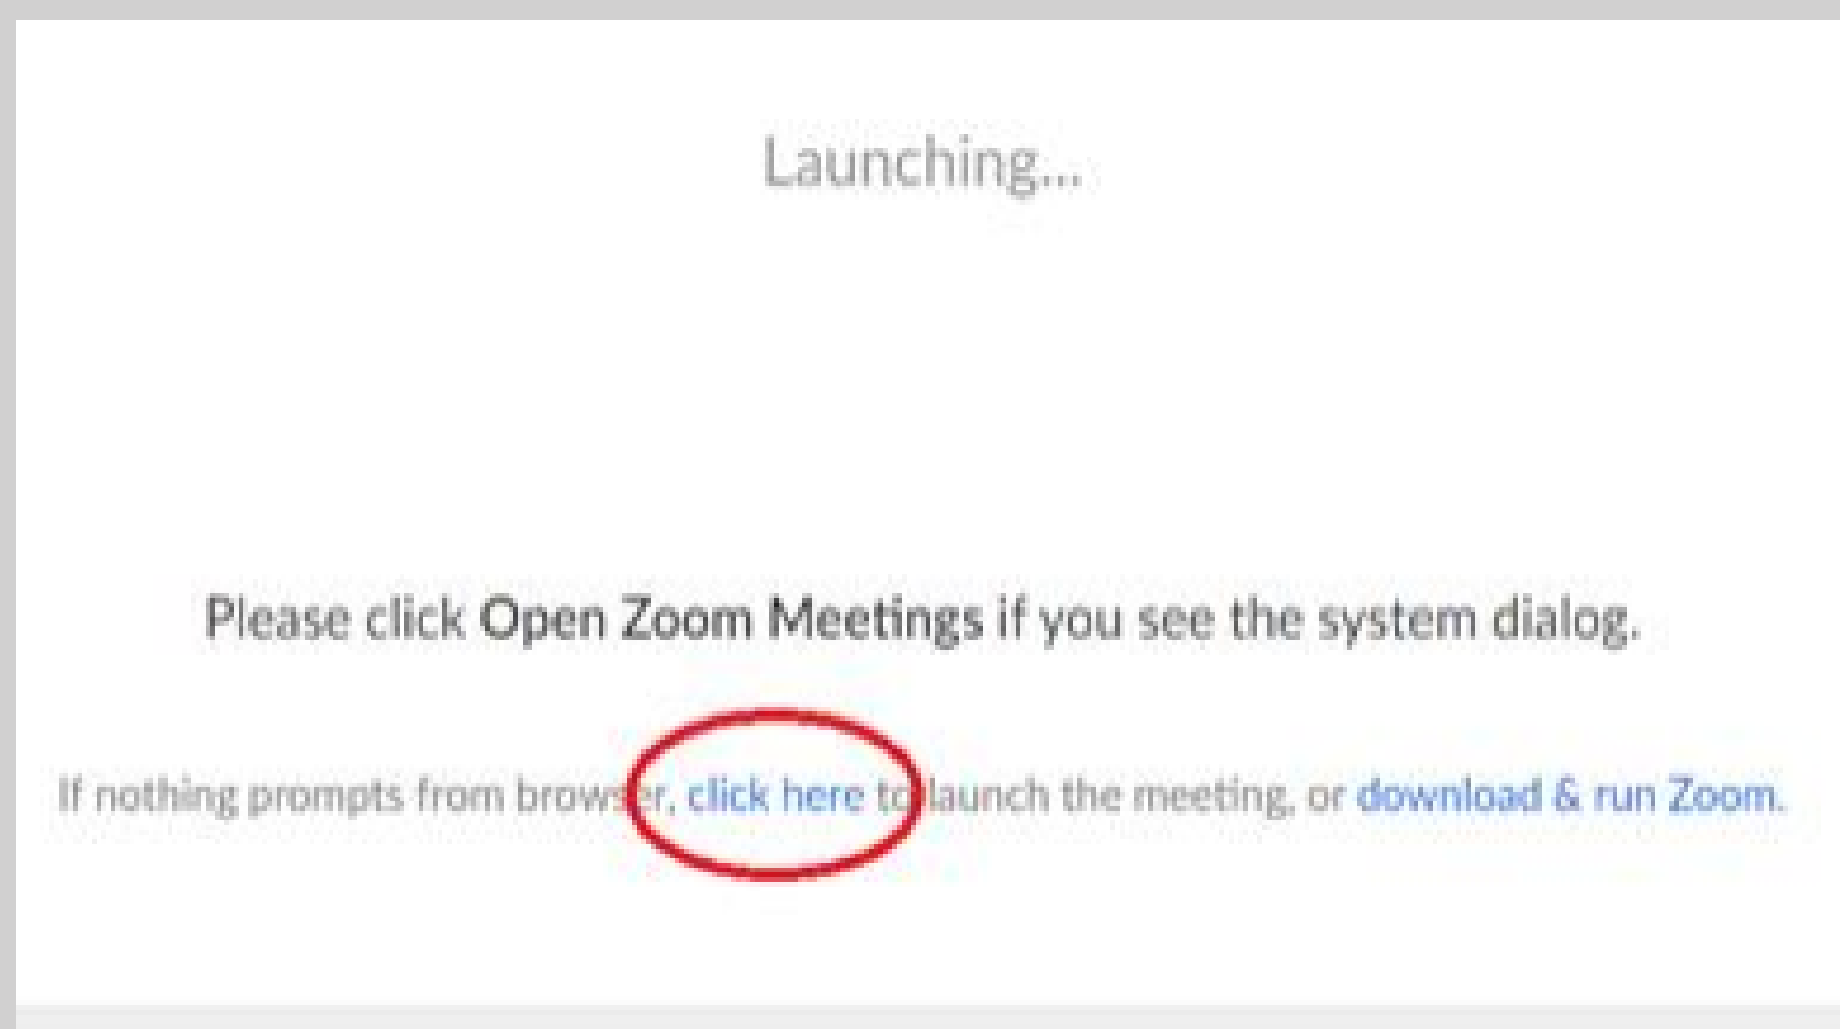 Launching...
Please click Open Zoom Meetings if you see the system dialog.
If nothing prompts from browser, click here to launch the meeting, or download & run Zoom.